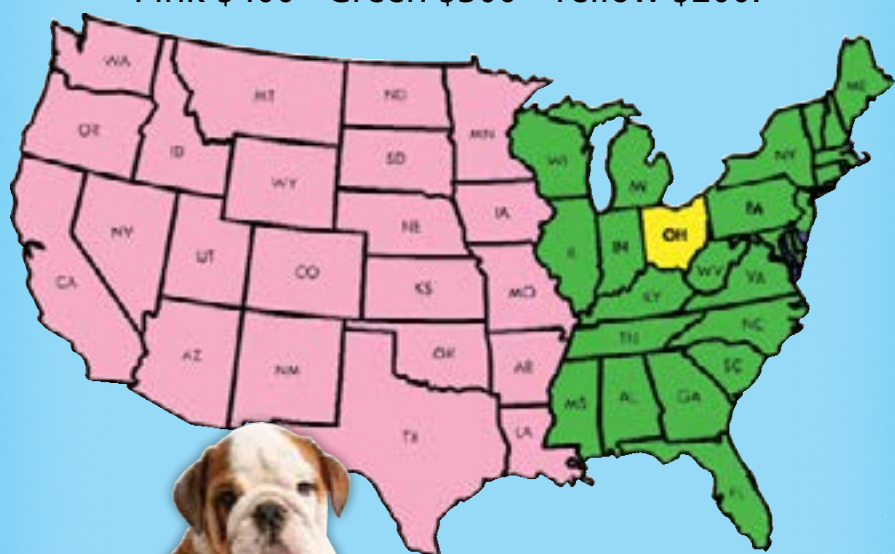 Pink $400 - Green $300 - Yellow $200.
WA
MT
ND
MN
OR
ID
SD
WI
NY
ME
WY
IA
PA
NV
NE
IL
IN
OH
UT
CO
WV
VA
CA
KS
MO
KY
AZ
NM
OK
AR
TN
NC
SC
TX
LA
MS
AL
GA
FL